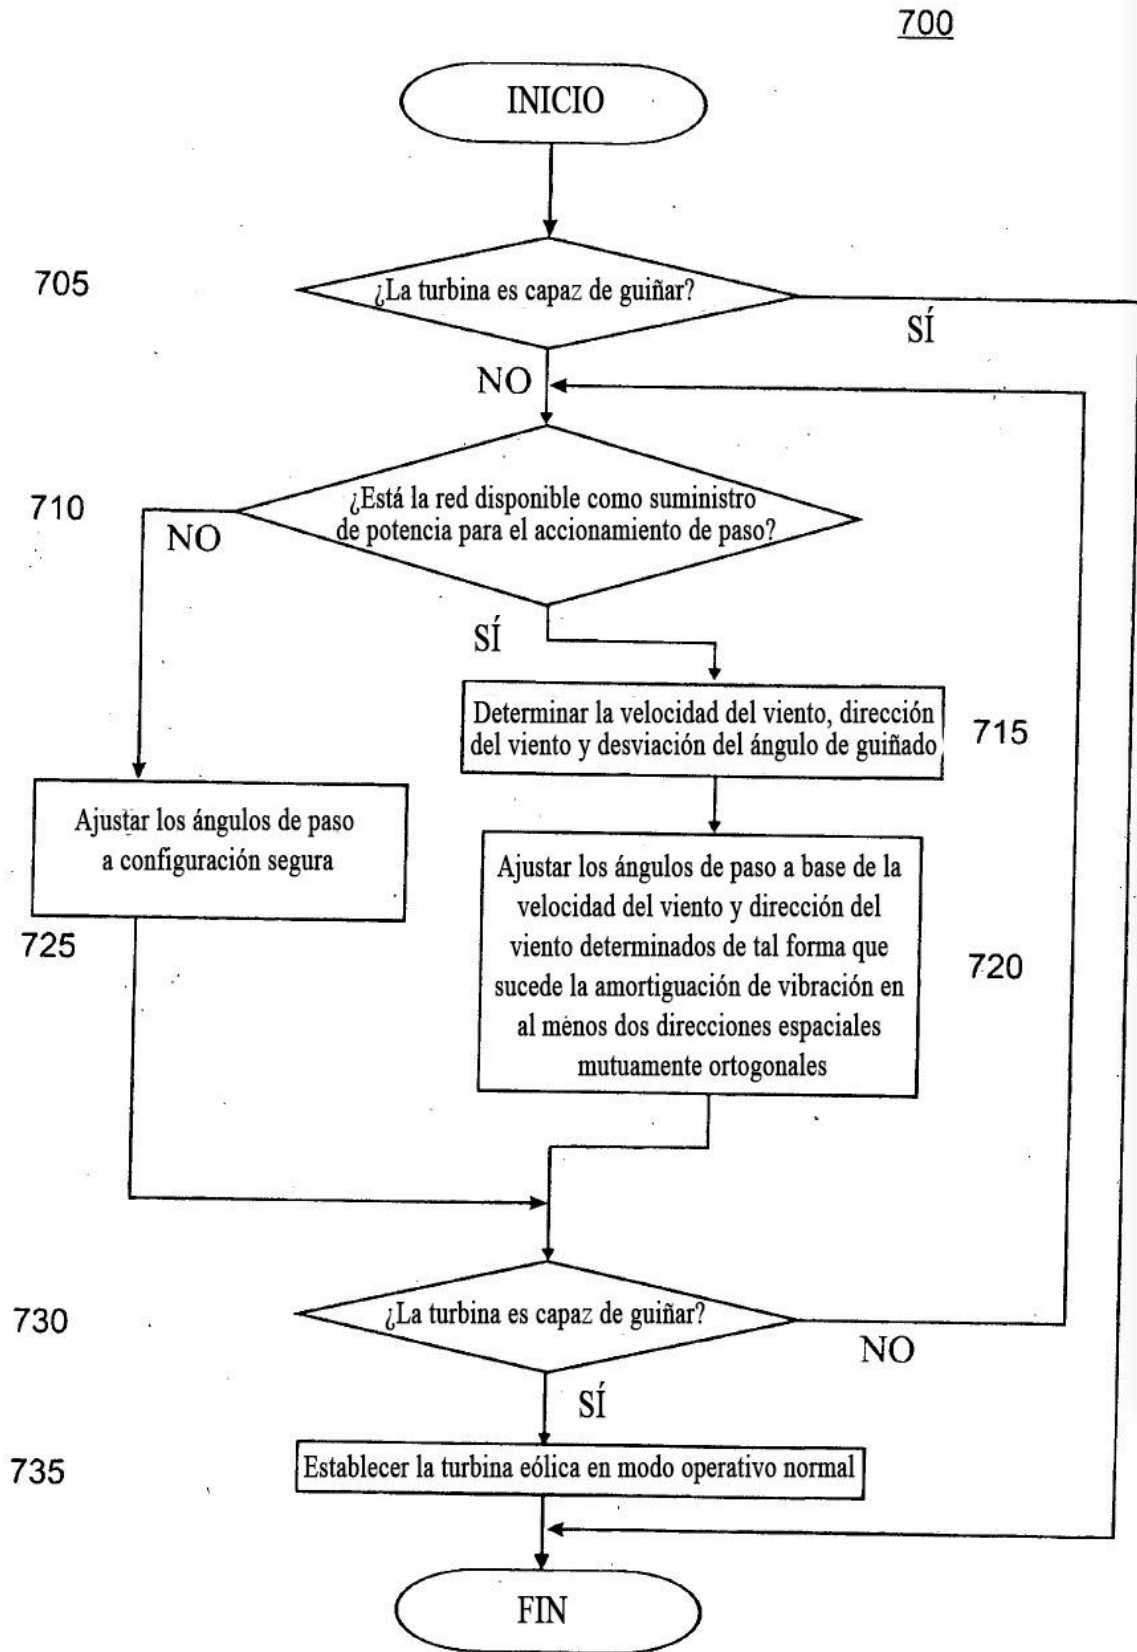 700
INICIO
705
¿La turbina es capaz de guiñar?
SÍ
NO
710
¿Está la red disponible como suministro
de potencia para el accionamiento de paso?
NO
SÍ
Determinar la velocidad del viento, dirección
del viento y desviación del ángulo de guiñado
715
Ajustar los ángulos de paso
a configuración segura
725
Ajustar los ángulos de paso a base de la
velocidad del viento y dirección del
viento determinados de tal forma que
sucede la amortiguación de vibración en
al menos dos direcciones espaciales
mutuamente ortogonales
720
730
¿La turbina es capaz de guiñar?
NO
SÍ
735
Establecer la turbina eólica en modo operativo normal
FIN